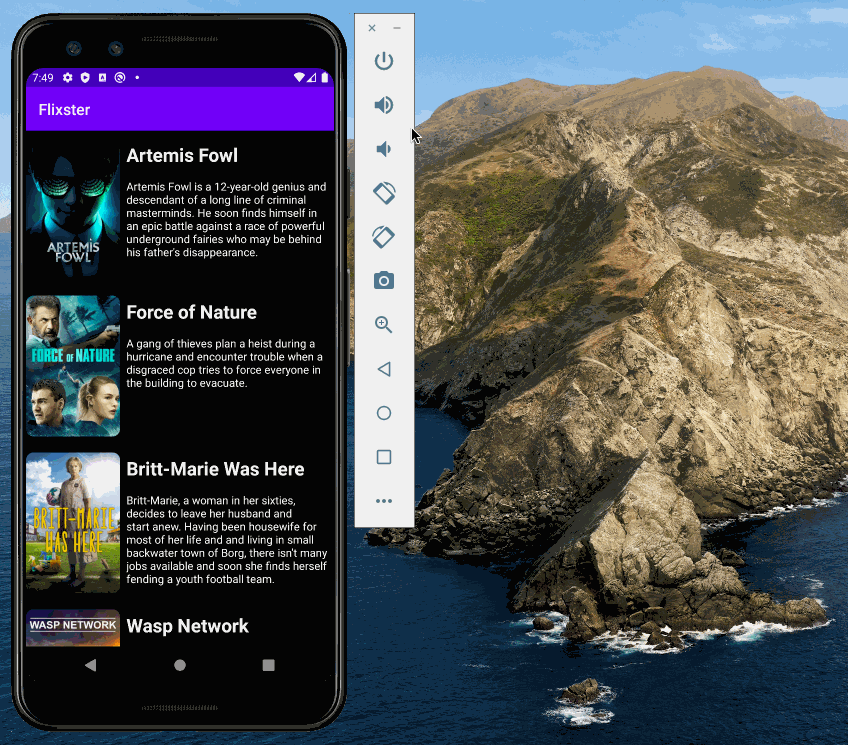 7:49
Flixster
Artemis Fowl
Artemis Fowl is a 12-year-old genius and
descendant of a long line of criminal
masterminds. He soon finds himself in
an epic battle against a race of powerful
underground fairies who may be behind
his father's disappearance.
ARTEMIS
FOWL
Force of Nature
A gang of thieves plan a heist during a
hurricane and encounter trouble when a
disgraced cop tries to force everyone in
the building to evacuate.
FORCE OF NATURE
Britt-Marie Was Here
Britt-Marie, a woman in her sixties,
decides to leave her husband and
start anew. Having been housewife for
most of her life and and living in small
backwater town of Borg, there isn't many
jobs available and soon she finds herself
fending a youth football team.
BRITT-MARIE
WAS HERE
WASP NETWORK
Wasp Network